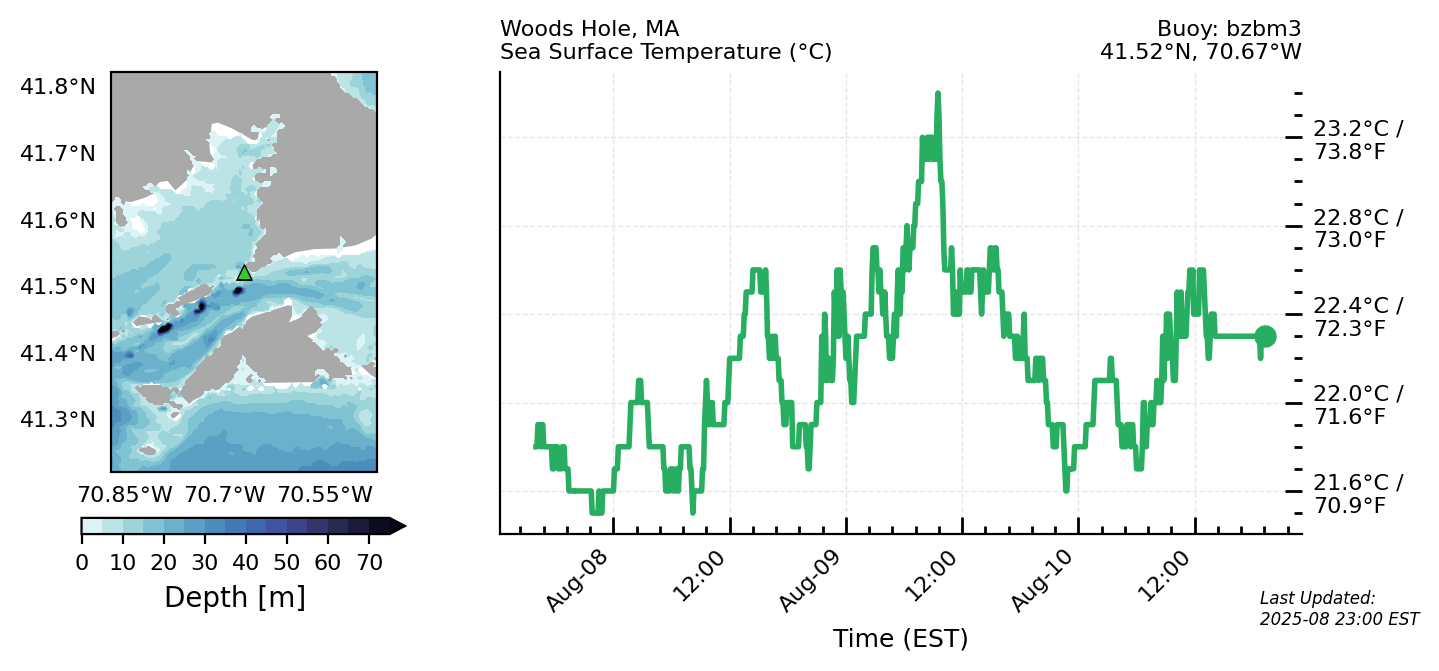 Woods Hole, MA
Sea Surface Temperature (°C)
Buoy: bzbm3
41.52°N, 70.67°W
41.8°N
41.7°N
41.6°N
41.5°N
41.4°N
41.3°N
70.85°W 70.7°W 70.55°W
0 10 20 30 40 50 60 70
Depth [m]
23.2°C /
73.8°F
22.8°C /
73.0°F
22.4°C /
72.3°F
22.0°C /
71.6°F
21.6°C /
70.9°F
Aug-08 12:00 Aug-09 12:00 Aug-10 12:00
Time (EST)
Last Updated:
2025-08 23:00 EST